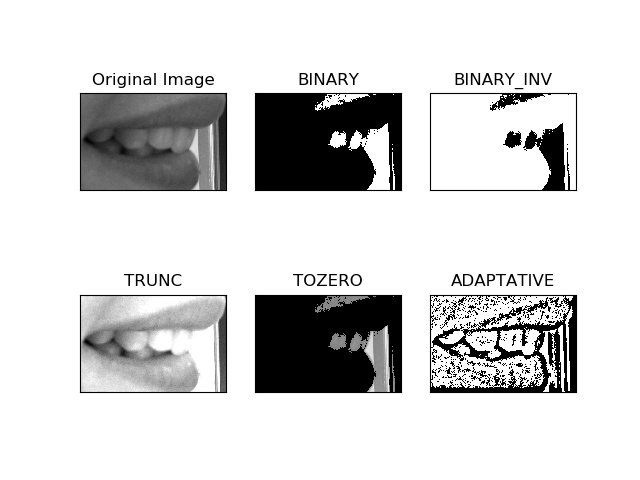 Original Image
BINARY
BINARY_INV
TRUNC
TOZERO
ADAPTATIVE